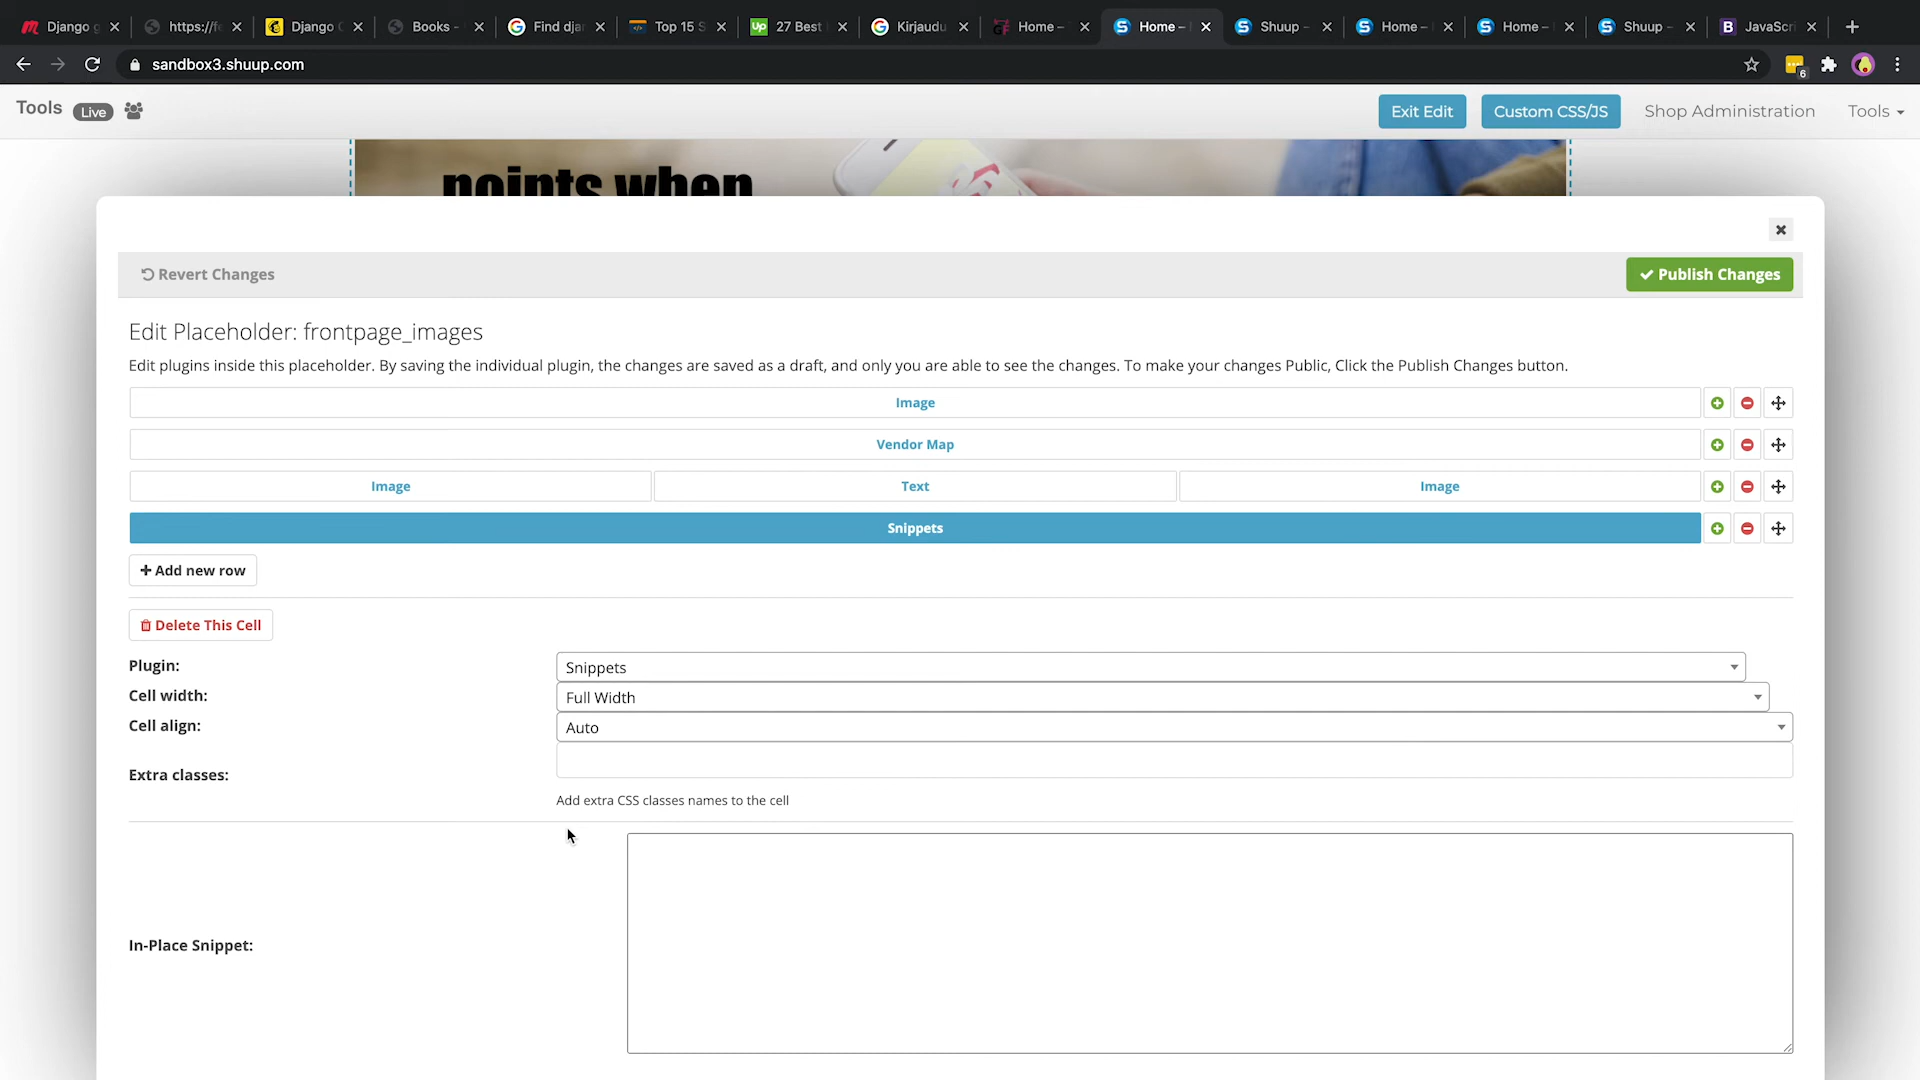 Django g
https://fe
Django C
Books –
Find djan
Top 15 S
Up
27 Best
Kirjaudu
Home –
Home –
Shuup –
Home –
Home –
Shuup –
B
JavaScri
sandbox3.shuup.com
6
Tools
Live
Exit Edit
Custom CSS/JS
Shop Administration
Tools
points when
Revert Changes
Publish Changes
Edit Placeholder: frontpage_images
Edit plugins inside this placeholder. By saving the individual plugin, the changes are saved as a draft, and only you are able to see the changes. To make your changes Public, Click the Publish Changes button.
Image
Vendor Map
Image Text Image
Snippets
Add new row
Delete This Cell
Plugin: Snippets
Cell width: Full Width
Cell align: Auto
Extra classes:
Add extra CSS classes names to the cell
In-Place Snippet: